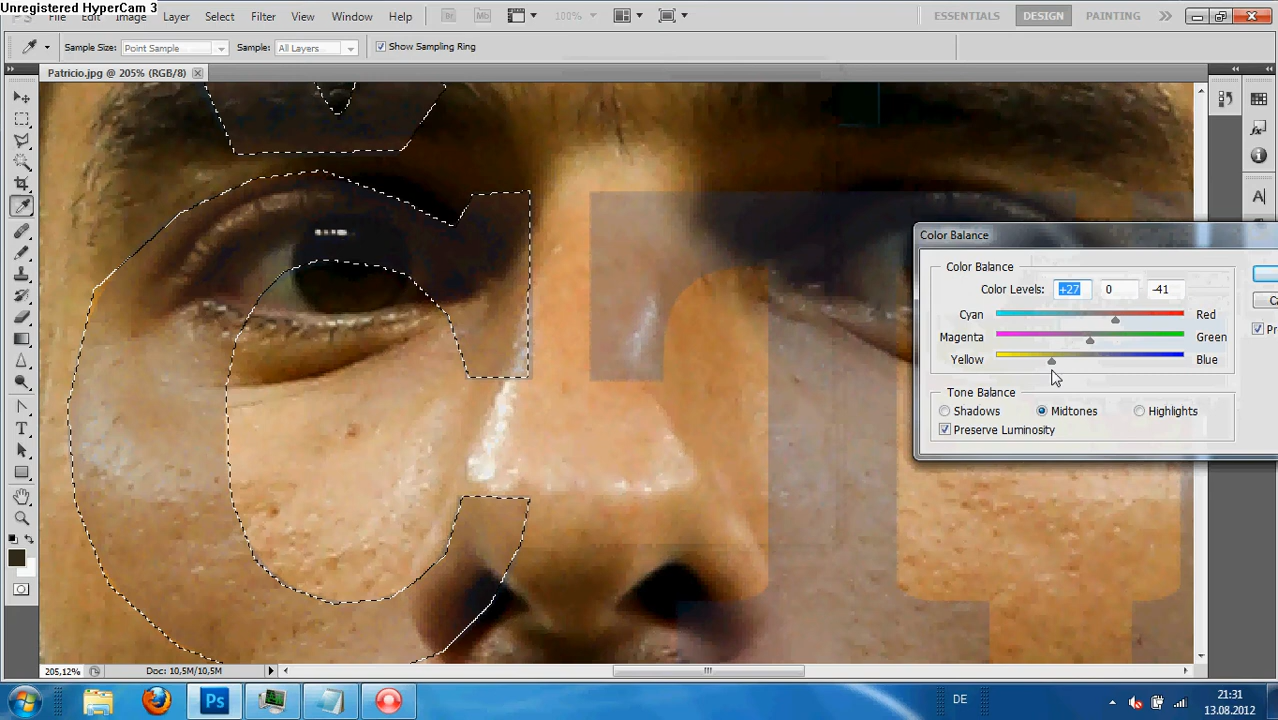 Unregistered HyperCam 3
Edit Image Layer Select Filter View Window Help
Br Mb 100% ESSENTIALS DESIGN PAINTING
Sample Size: Point Sample Sample: All Layers Show Sampling Ring
Patricio.jpg @ 205% (RGB/8)
Color Balance
Color Balance
Color Levels: +27 0 -41
Cyan Red
Magenta Green
Yellow Blue
Tone Balance
Shadows Midtones Highlights
Preserve Luminosity
205,12% Doc: 10,5M/10,5M
Ps DE 21:31
13.08.2012